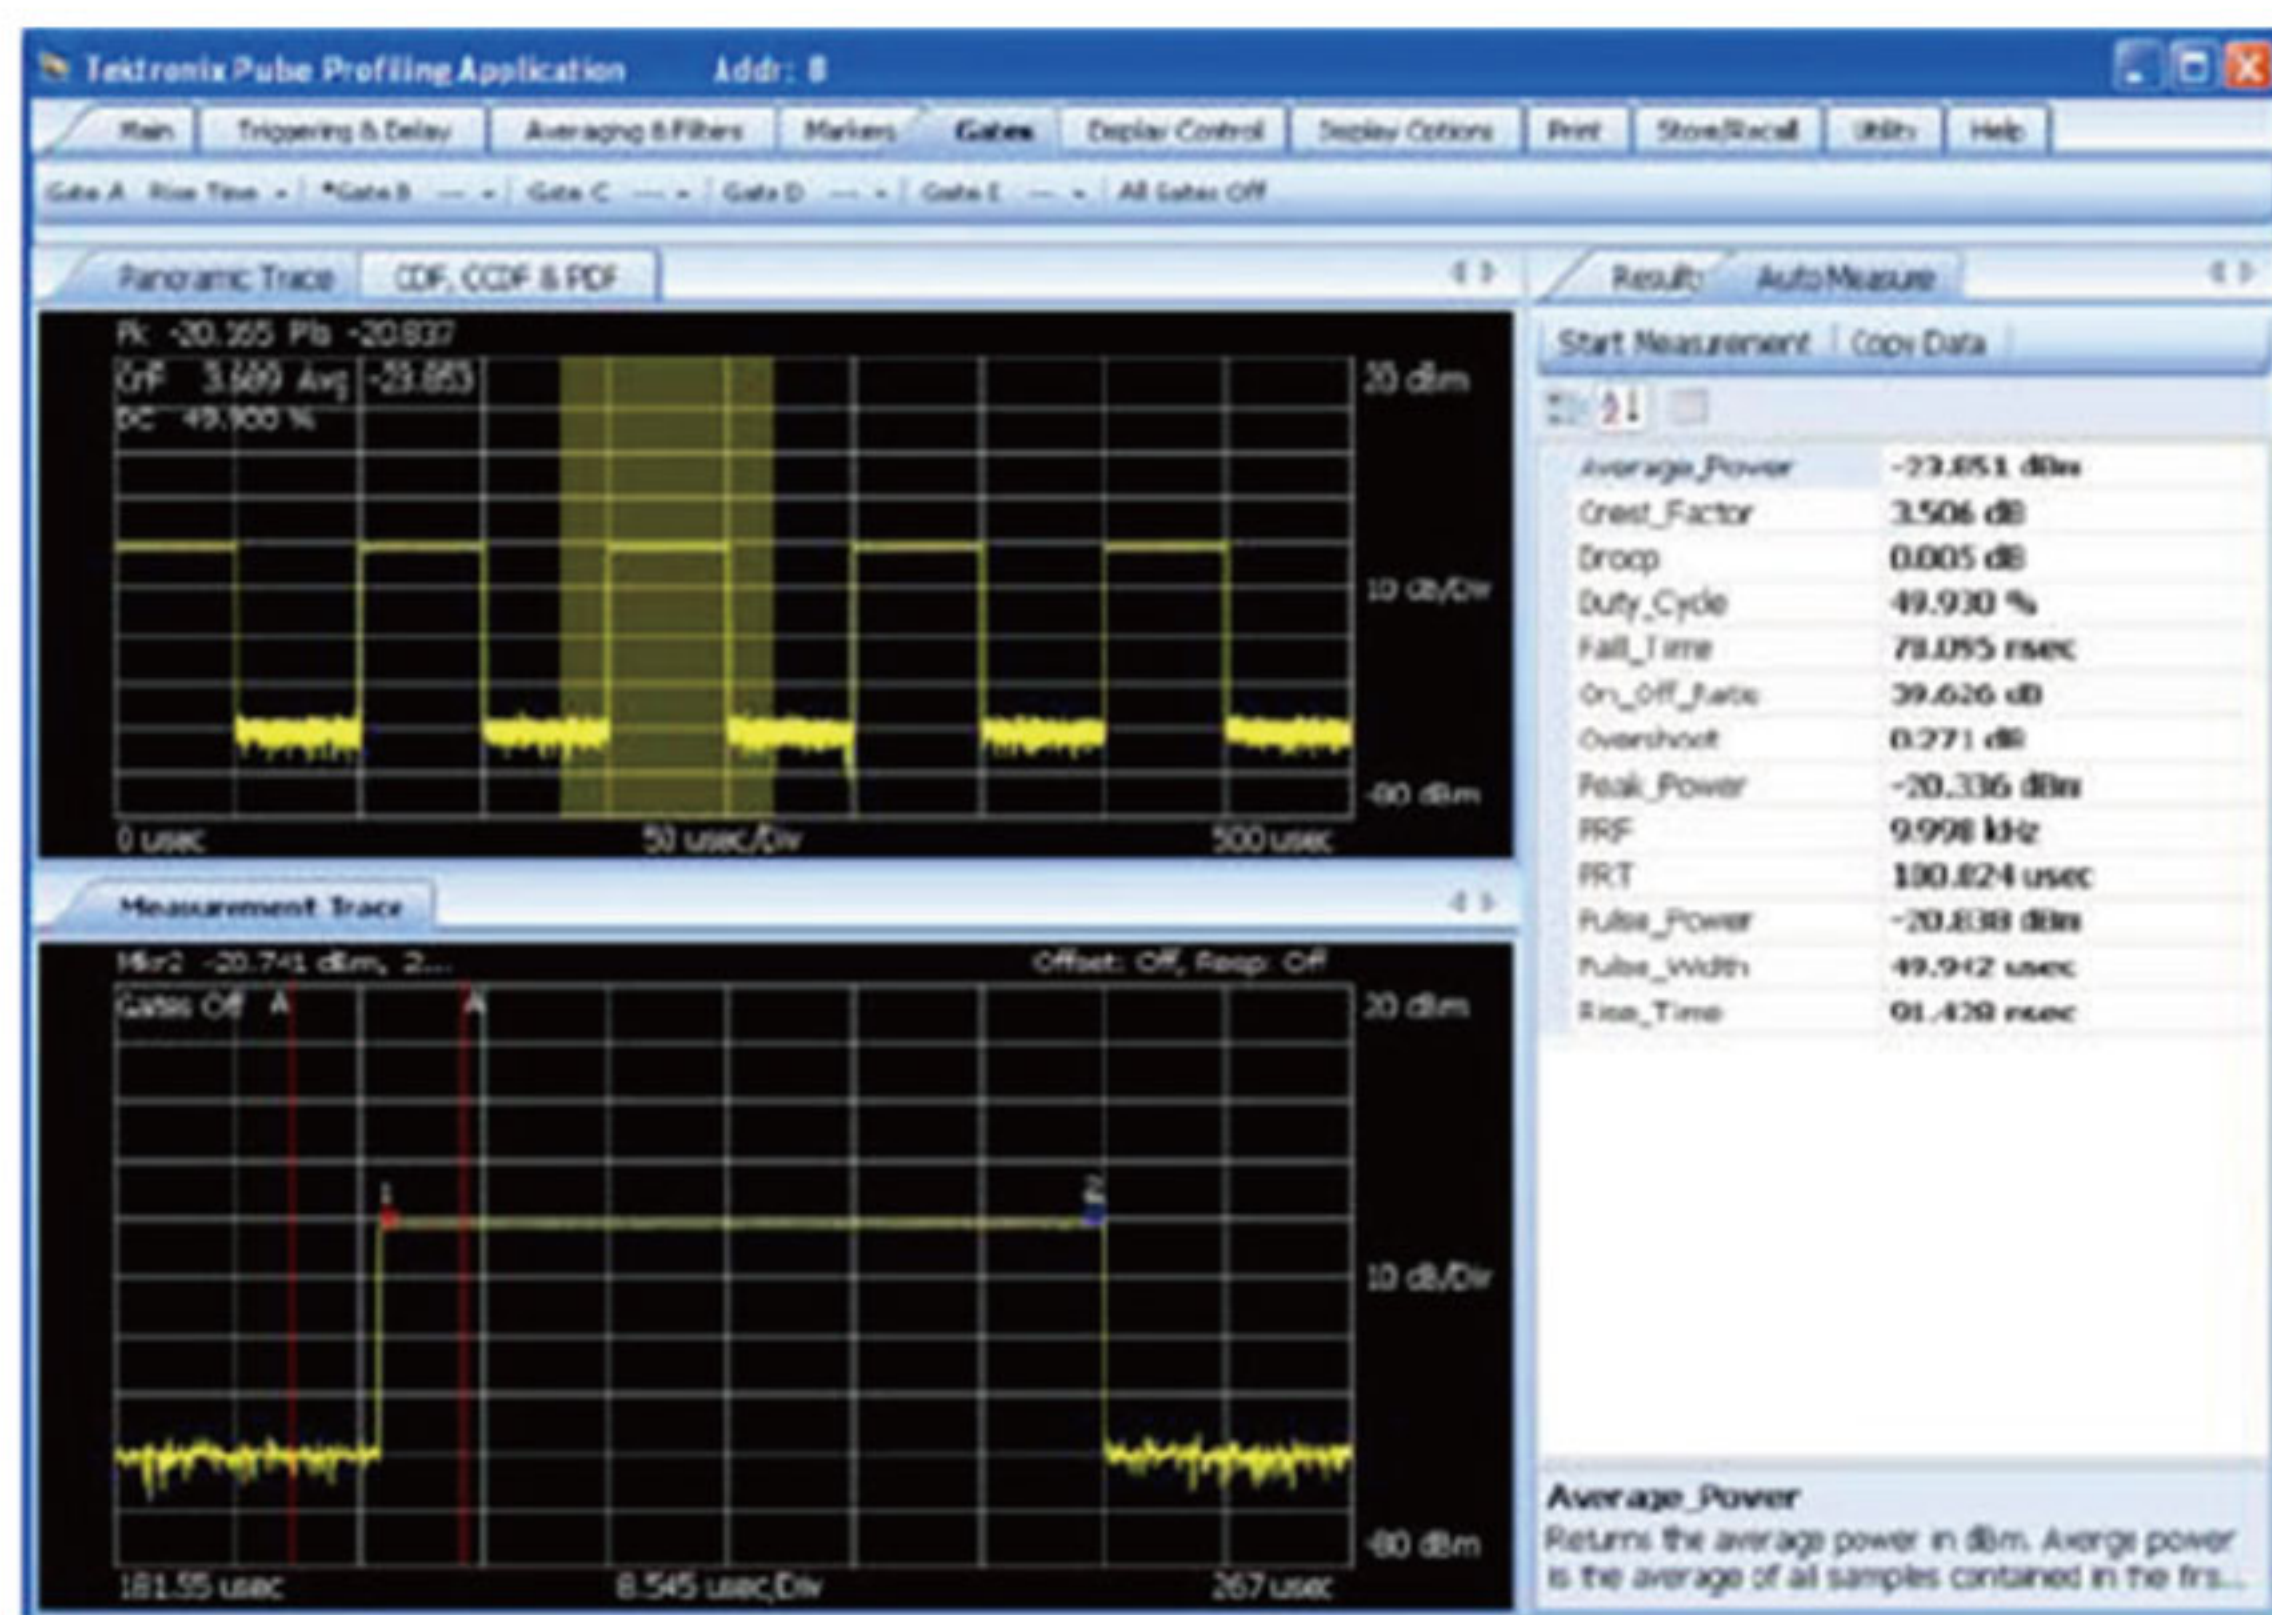 Tektronix Pulse Profiling Application Addr: 8
Main Triggering & Delay Averaging & Filters Markers Gates Display Control Display Options Print Store/Recall Utility Help
Gate A Rise Time *Gate B --- Gate C --- Gate D --- Gate E --- All Gates Off
Panoramic Trace CDF, CCDF & PDF
Pk -20.165 Pls -20.837
CrF 3.689 Avg -23.853
DC 49.900 %
20 dBm
10 dB/Div
-80 dBm
0 usec 50 usec/Div 500 usec
Measurement Trace
Mkr2 -20.741 dBm, 2... Offset: Off, Resp: Off
Gates Off A A
20 dBm
1 2
10 dB/Div
-80 dBm
181.55 usec 8.545 usec/Div 267 usec
Results Auto Measure
Start Measurement Copy Data
Average_Power -23.851 dBm
Crest_Factor 3.506 dB
Droop 0.005 dB
Duty_Cycle 49.930 %
Fall_Time 78.095 nsec
On_Off_Ratio 39.626 dB
Overshoot 0.271 dB
Peak_Power -20.336 dBm
PRF 9.998 kHz
PRT 100.024 usec
Pulse_Power -20.838 dBm
Pulse_Width 49.942 usec
Rise_Time 91.428 nsec
Average_Power
Returns the average power in dBm. Averge power
is the average of all samples contained in the firs...